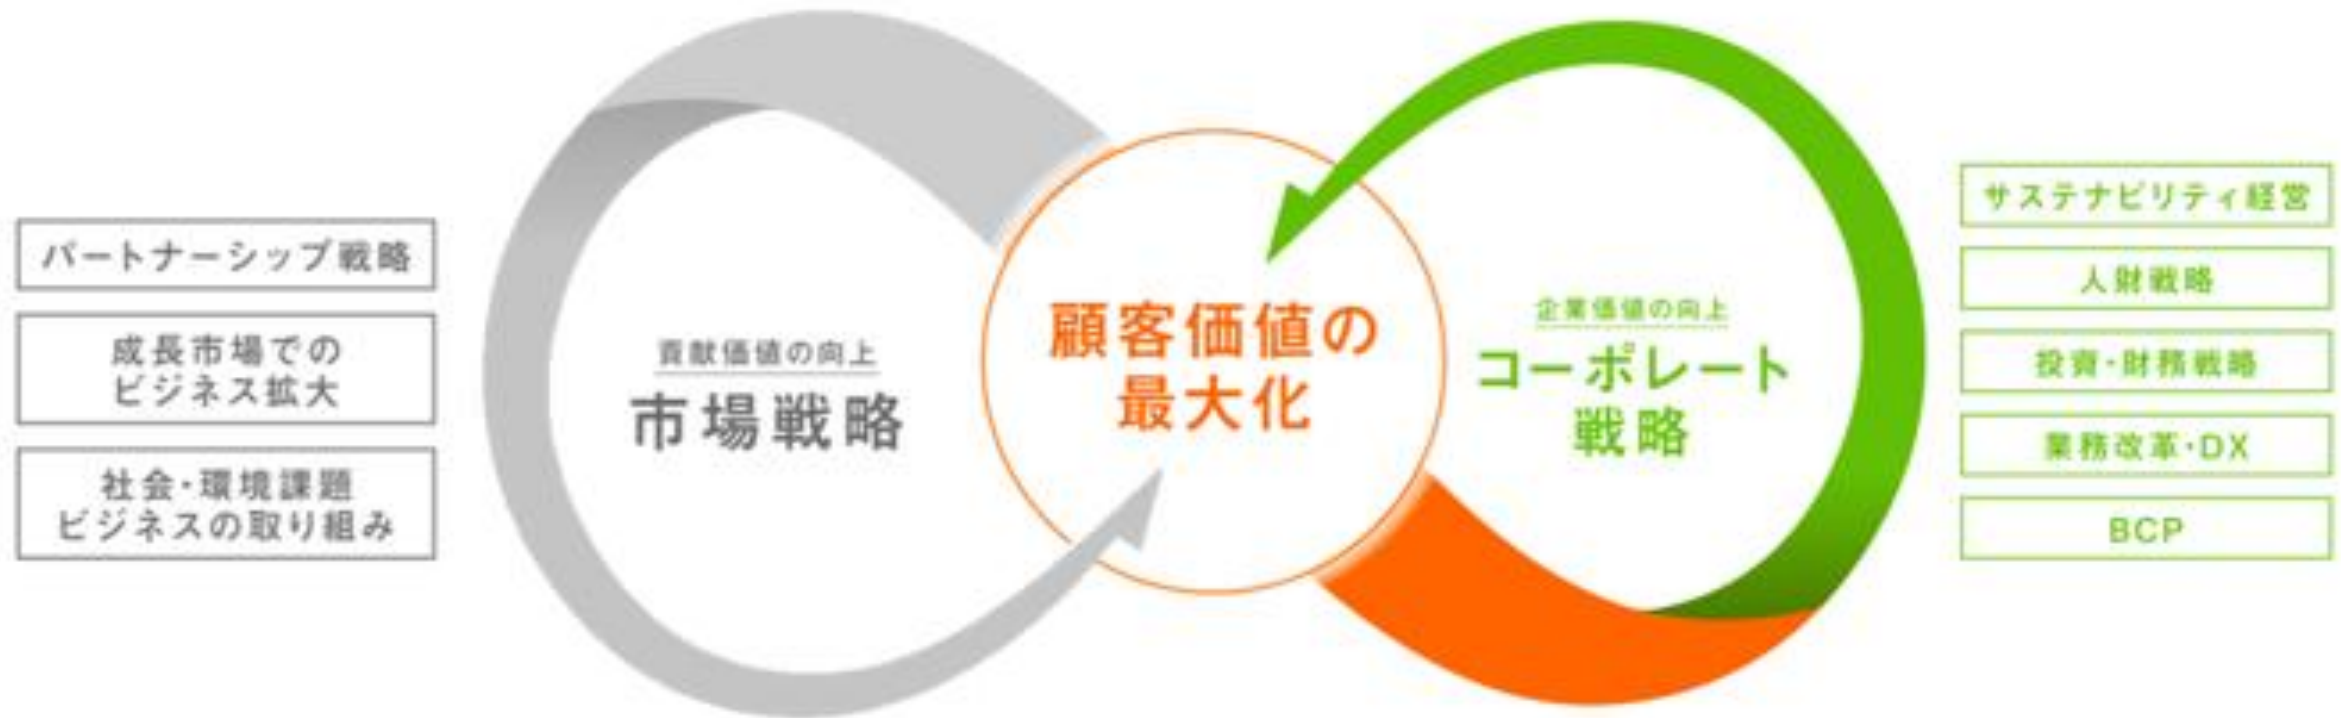 パートナーシップ戦略
成長市場での
ビジネス拡大
社会・環境課題
ビジネスの取り組み
貢献価値の向上
市場戦略
顧客価値の
最大化
企業価値の向上
コーポレート
戦略
サステナビリティ経営
人財戦略
投資・財務戦略
業務改革・DX
BCP